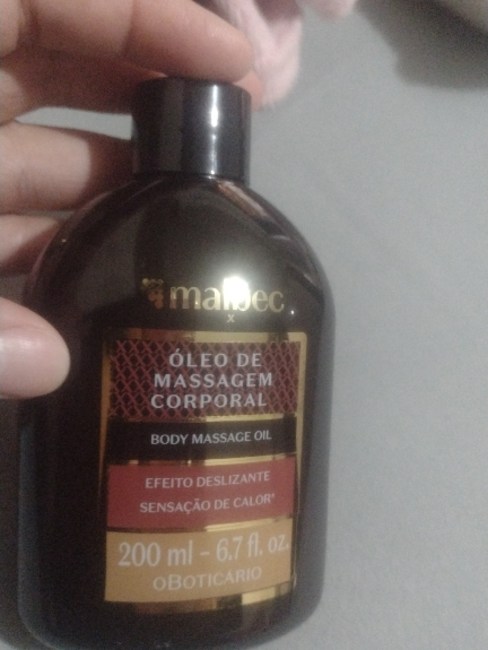 malbec
x
ÓLEO DE
MASSAGEM
CORPORAL
BODY MASSAGE OIL
EFEITO DESLIZANTE
SENSAÇÃO DE CALOR*
200 ml - 6.7 fl. oz.
oBOTICÁRIO